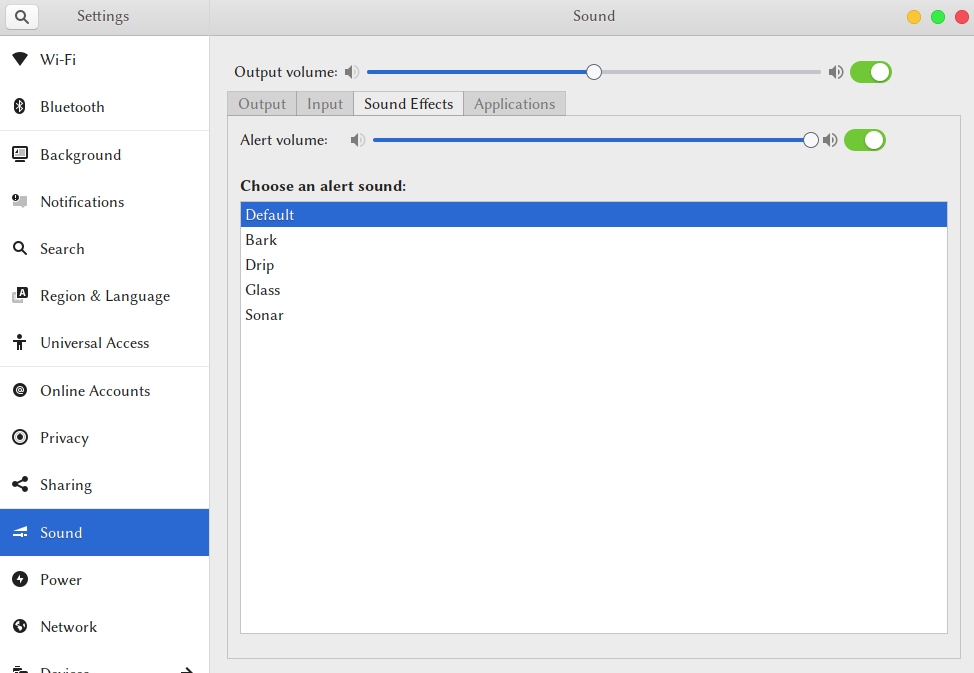 Settings
Sound
Wi-Fi
Bluetooth
Background
Notifications
Search
Region & Language
Universal Access
Online Accounts
Privacy
Sharing
Sound
Power
Network
Devices
Output volume:
Output Input Sound Effects Applications
Alert volume:
Choose an alert sound:
Default
Bark
Drip
Glass
Sonar